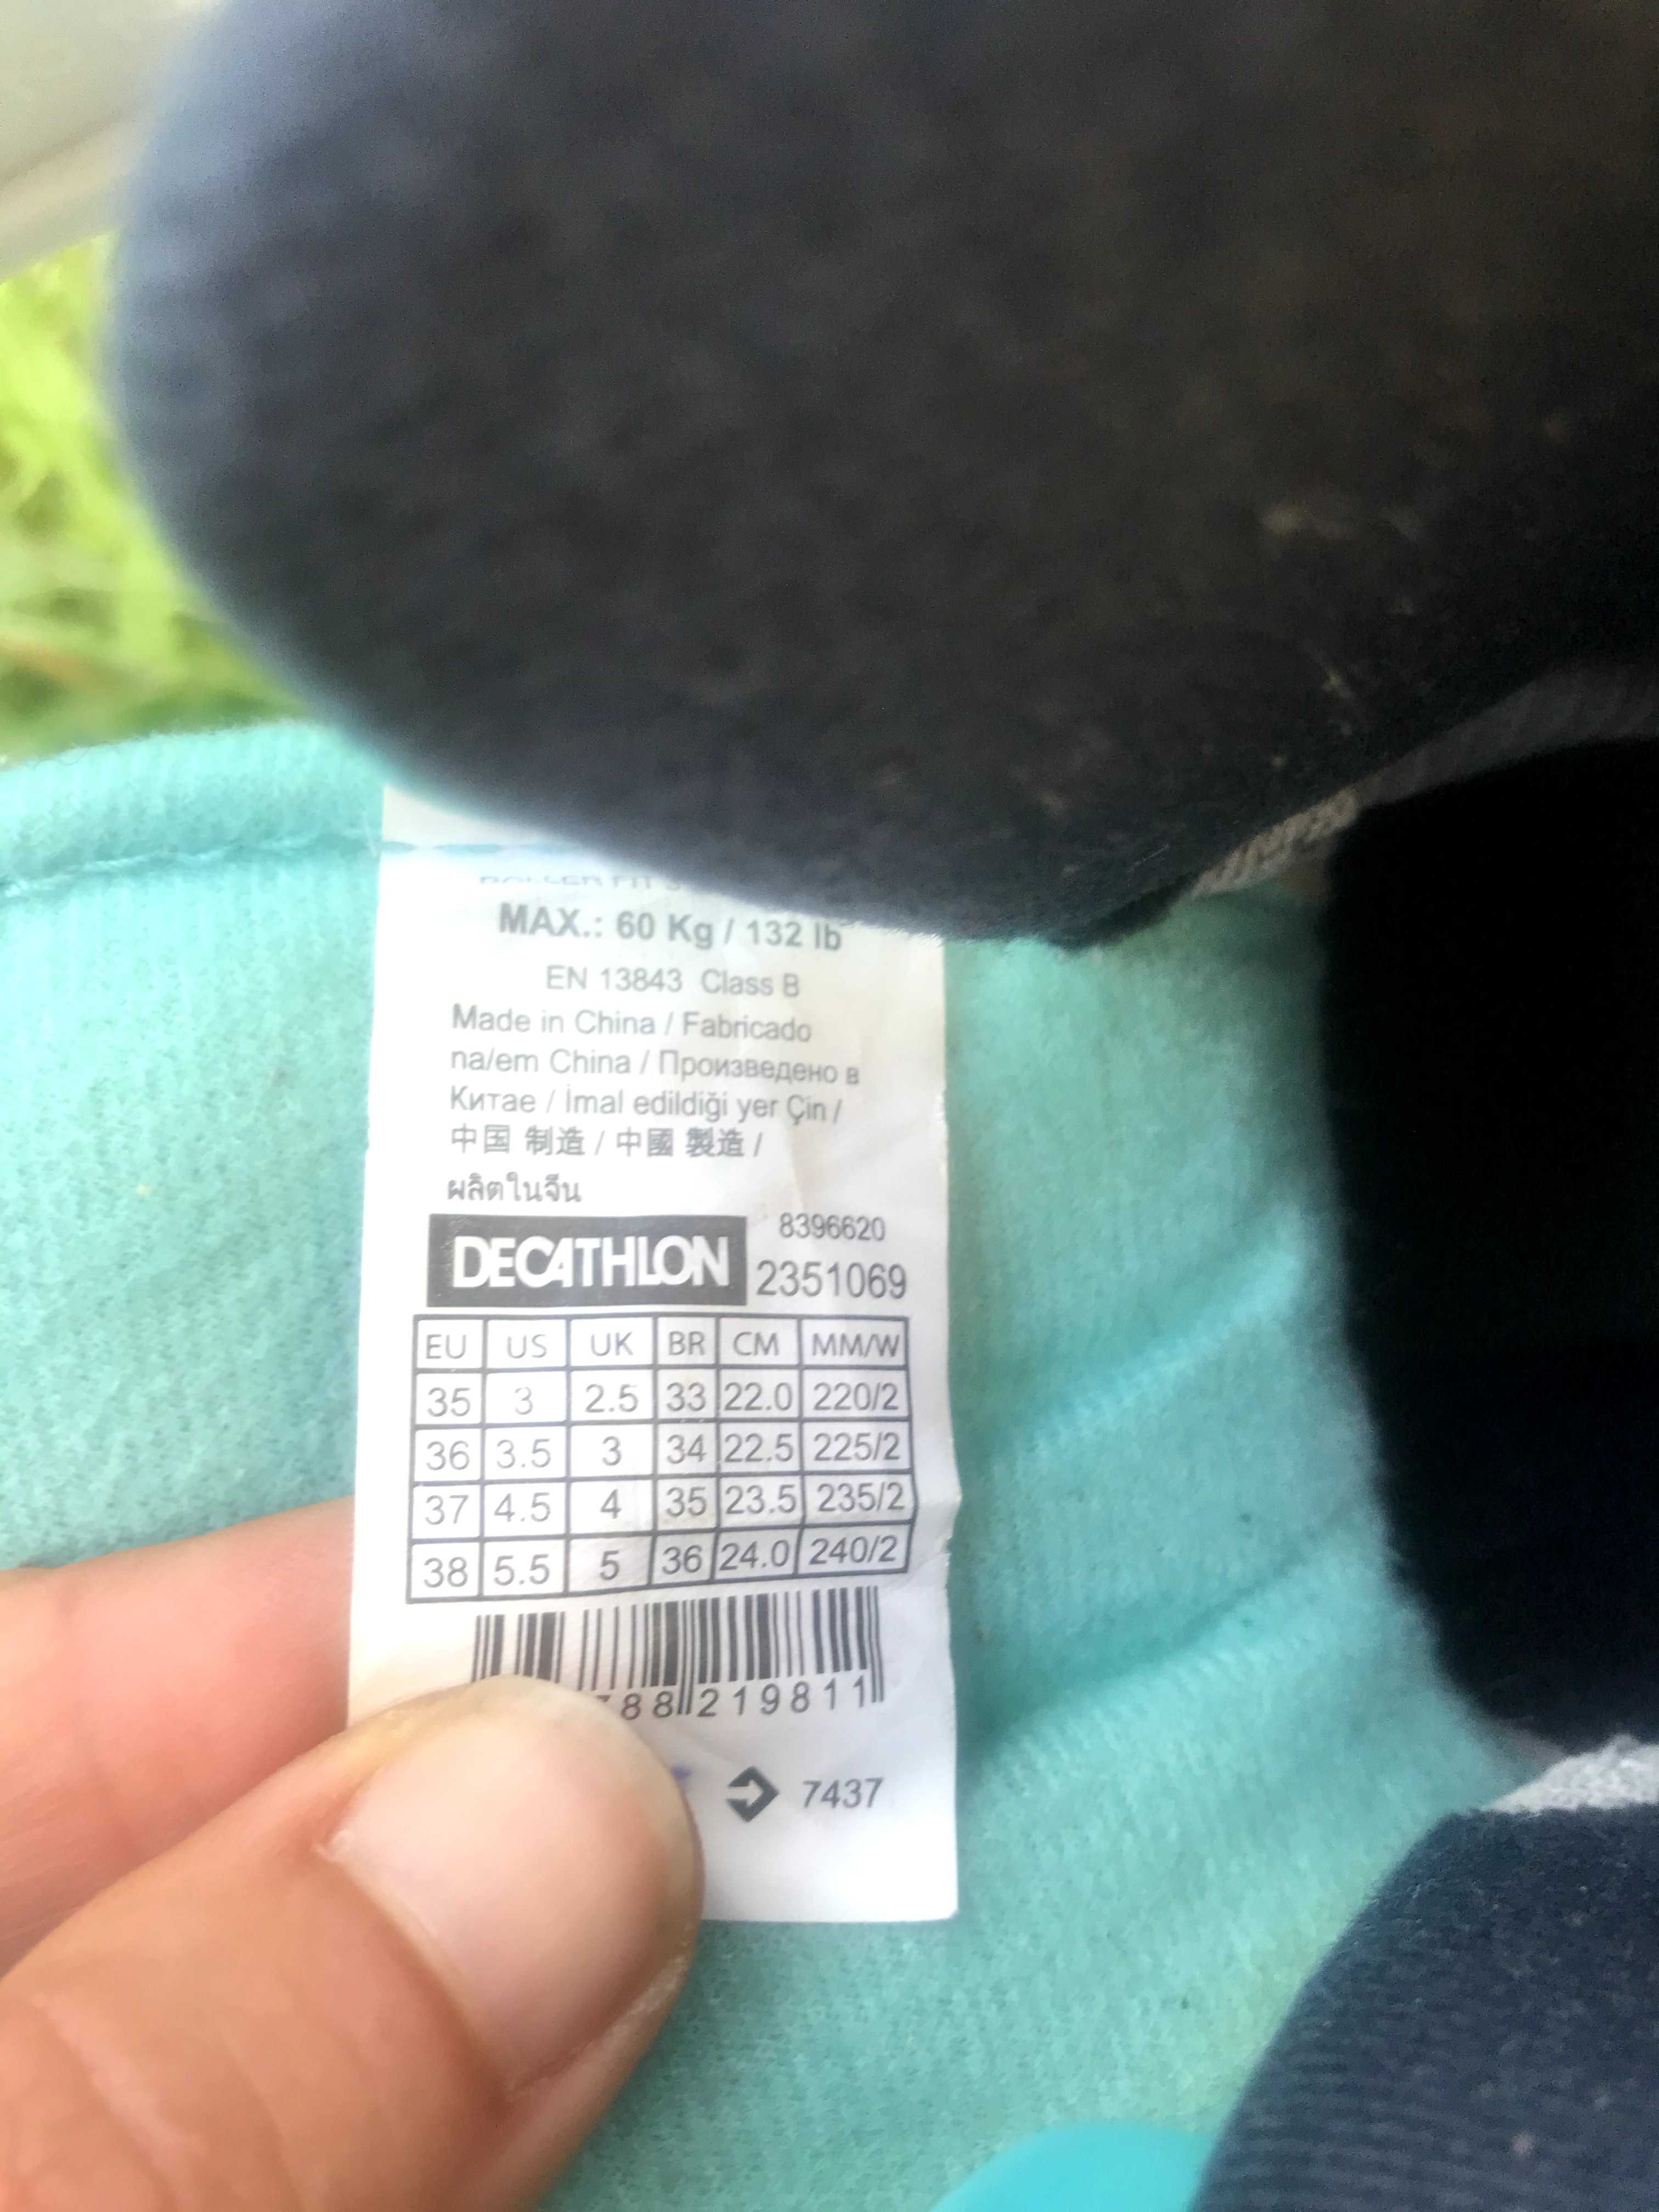 MAX.: 60 Kg / 132 lb
EN 13843 Class B
Made in China / Fabricado
na/em China / Произведено в
Китае / İmal edildiği yer Çin /
中国 制造 / 中國 製造 /
ผลิตในจีน
8396620
DECATHLON 2351069
EU US UK BR CM MM/W
35 3 2.5 33 22.0 220/2
36 3.5 3 34 22.5 225/2
37 4.5 4 35 23.5 235/2
38 5.5 5 36 24.0 240/2
88 219811
7437